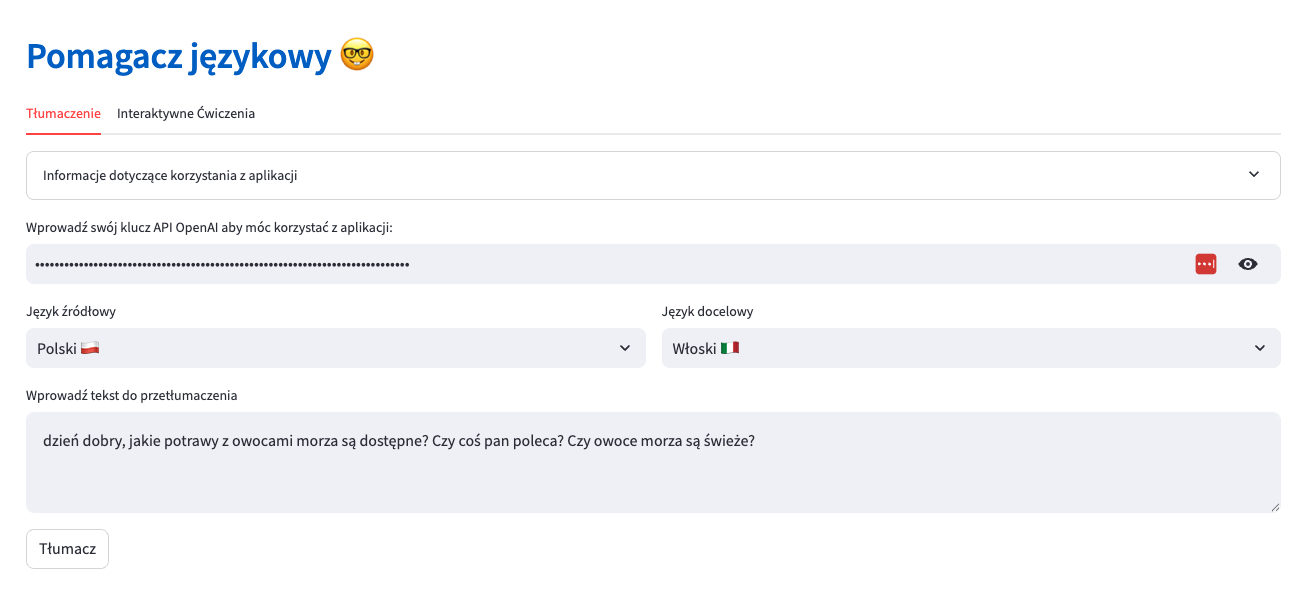 Pomagacz językowy 🤓
Tłumaczenie Interaktywne Ćwiczenia
Informacje dotyczące korzystania z aplikacji
Wprowadź swój klucz API OpenAI aby móc korzystać z aplikacji:
Język źródłowy Język docelowy
Polski 🇵🇱 Włoski 🇮🇹
Wprowadź tekst do przetłumaczenia
dzień dobry, jakie potrawy z owocami morza są dostępne? Czy coś pan poleca? Czy owoce morza są świeże?
Tłumacz